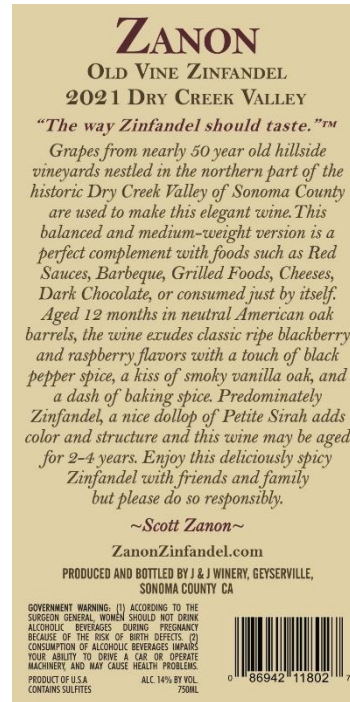 ZANON
OLD VINE ZINFANDEL
2021 DRY CREEK VALLEY
“The way Zinfandel should taste.”™
Grapes from nearly 50 year old hillside
vineyards nestled in the northern part of the
historic Dry Creek Valley of Sonoma County
are used to make this elegant wine. This
balanced and medium-weight version is a
perfect complement with foods such as Red
Sauces, Barbeque, Grilled Foods, Cheeses,
Dark Chocolate, or consumed just by itself.
Aged 12 months in neutral American oak
barrels, the wine exudes classic ripe blackberry
and raspberry flavors with a touch of black
pepper spice, a kiss of smoky vanilla oak, and
a dash of baking spice. Predominately
Zinfandel, a nice dollop of Petite Sirah adds
color and structure and this wine may be aged
for 2-4 years. Enjoy this deliciously spicy
Zinfandel with friends and family
but please do so responsibly.
~Scott Zanon~
ZanonZinfandel.com
PRODUCED AND BOTTLED BY J & J WINERY, GEYSERVILLE,
SONOMA COUNTY CA
GOVERNMENT WARNING: (1) ACCORDING TO THE
SURGEON GENERAL, WOMEN SHOULD NOT DRINK
ALCOHOLIC BEVERAGES DURING PREGNANCY
BECAUSE OF THE RISK OF BIRTH DEFECTS. (2)
CONSUMPTION OF ALCOHOLIC BEVERAGES IMPAIRS
YOUR ABILITY TO DRIVE A CAR OR OPERATE
MACHINERY, AND MAY CAUSE HEALTH PROBLEMS.
PRODUCT OF U.S.A ALC. 14% BY VOL.
CONTAINS SULFITES 750ML
0 86942 11802 7